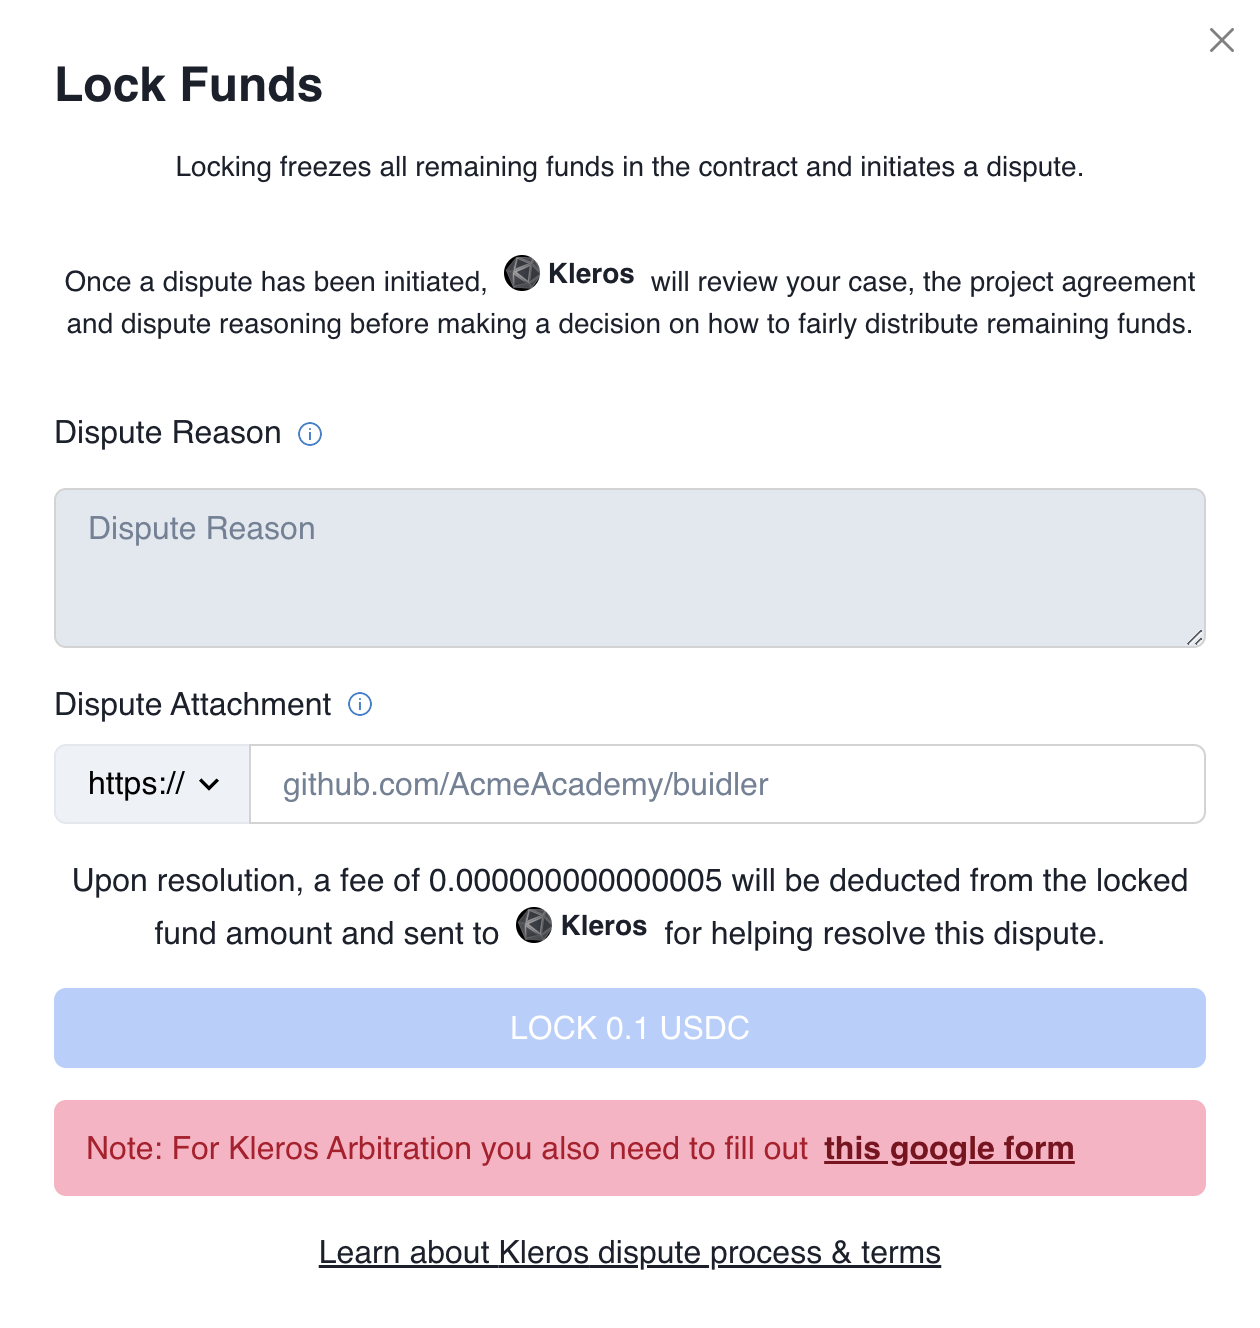 Lock Funds
Locking freezes all remaining funds in the contract and initiates a dispute.
Once a dispute has been initiated, Kleros will review your case, the project agreement
and dispute reasoning before making a decision on how to fairly distribute remaining funds.
Dispute Reason
Dispute Reason
Dispute Attachment
https:// github.com/AcmeAcademy/buidler
Upon resolution, a fee of 0.000000000000005 will be deducted from the locked
fund amount and sent to Kleros for helping resolve this dispute.
LOCK 0.1 USDC
Note: For Kleros Arbitration you also need to fill out this google form
Learn about Kleros dispute process & terms